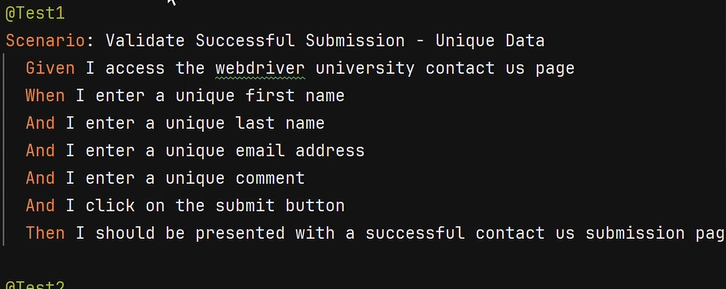 @Test1
Scenario: Validate Successful Submission - Unique Data
Given I access the webdriver university contact us page
When I enter a unique first name
And I enter a unique last name
And I enter a unique email address
And I enter a unique comment
And I click on the submit button
Then I should be presented with a successful contact us submission pag
@Test2